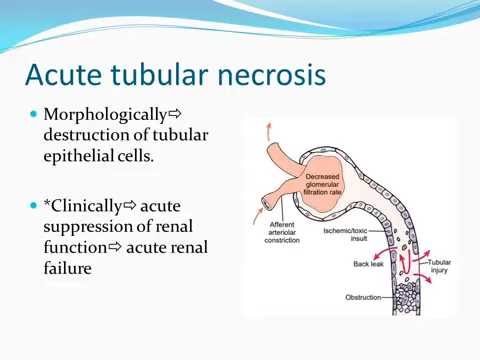 Acute tubular necrosis
Morphologically⇨
destruction of tubular
epithelial cells.
*Clinically⇨ acute
suppression of renal
function⇨ acute renal
failure
Decreased
glomerular
filtration rate
Afferent
arteriolar
constriction
Ischemic/toxic
insult
Back leak
Tubular
injury
Obstruction